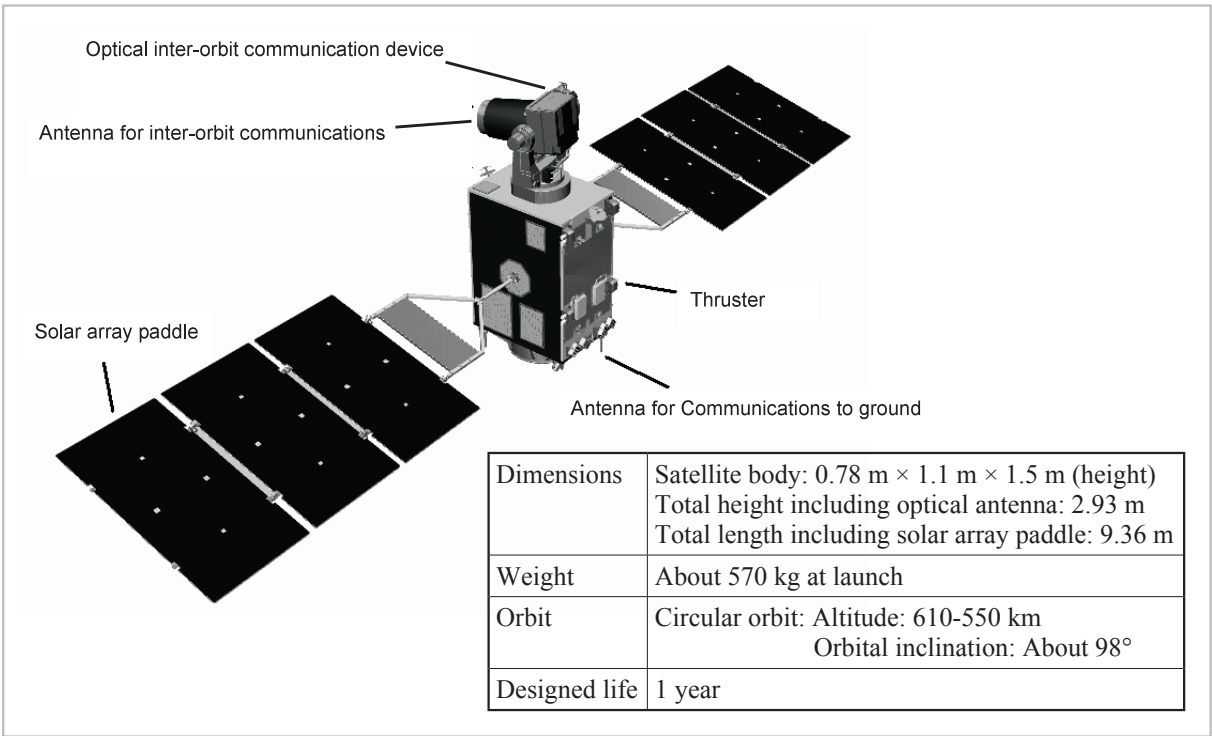 Optical inter-orbit communication device
Antenna for inter-orbit communications
Thruster
Solar array paddle
Antenna for Communications to ground
Dimensions Satellite body: 0.78 m × 1.1 m × 1.5 m (height)
Total height including optical antenna: 2.93 m
Total length including solar array paddle: 9.36 m
Weight About 570 kg at launch
Orbit Circular orbit: Altitude: 610-550 km
Orbital inclination: About 98°
Designed life 1 year